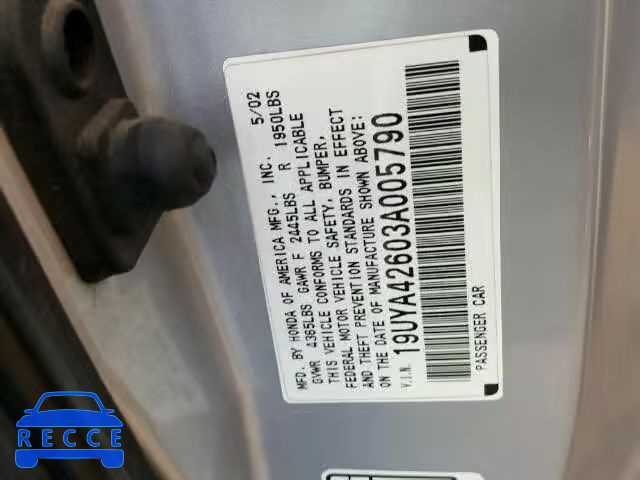 MFD. BY HONDA OF AMERICA MFG., INC. 5/02
GVWR 4365LBS GAWR F 2445LBS R 1950LBS
THIS VEHICLE CONFORMS TO ALL APPLICABLE
FEDERAL MOTOR VEHICLE SAFETY, BUMPER,
AND THEFT PREVENTION STANDARDS IN EFFECT
ON THE DATE OF MANUFACTURE SHOWN ABOVE:
19UYA42603A005790
V.I.N.
PASSENGER CAR
RECCE